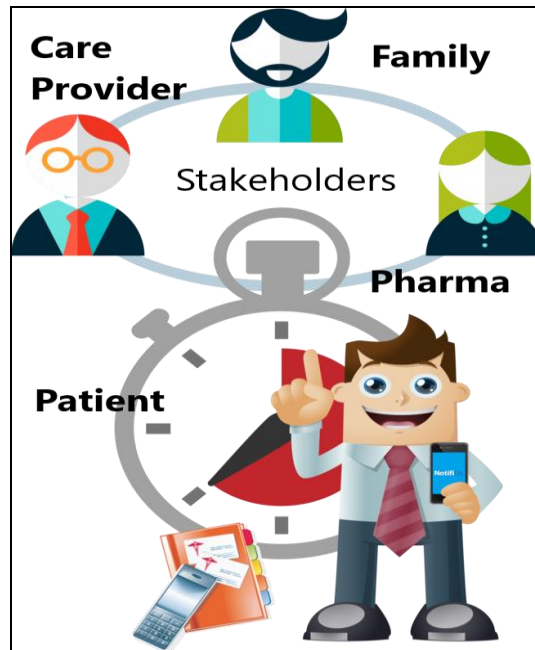 Care
Provider
Family
Stakeholders
Pharma
Patient
Notifi